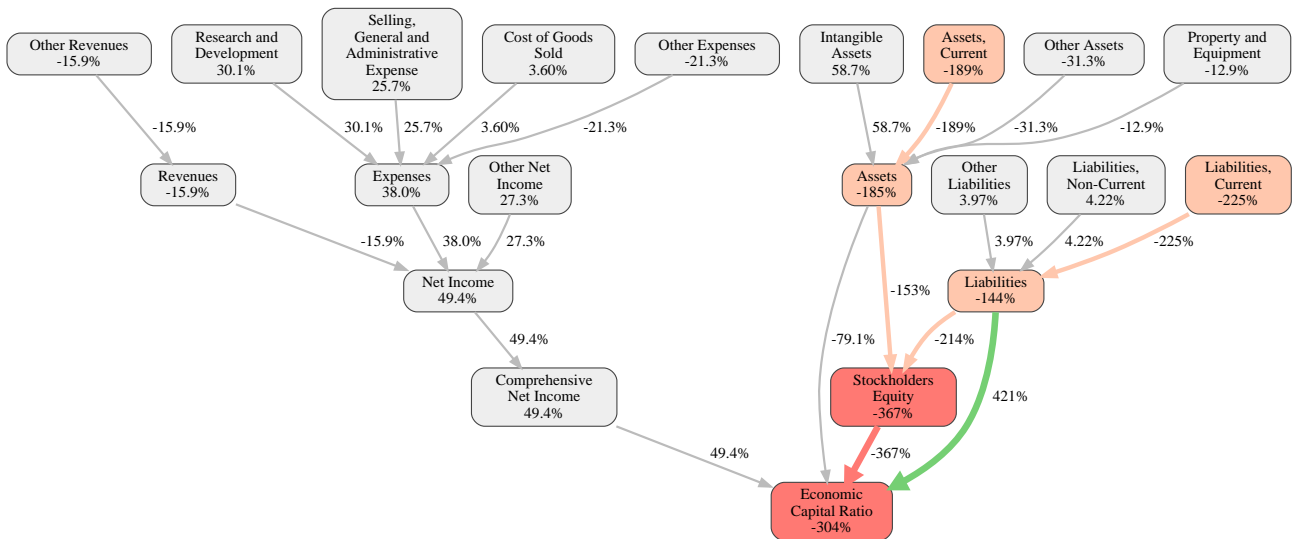 Other Revenues
-15.9%
Research and
Development
30.1%
Selling,
General and
Administrative
Expense
25.7%
Cost of Goods
Sold
3.60%
Other Expenses
-21.3%
Intangible
Assets
58.7%
Assets,
Current
-189%
Other Assets
-31.3%
Property and
Equipment
-12.9%
-15.9%
30.1%
25.7%
3.60%
-21.3%
58.7%
-189%
-31.3%
-12.9%
Revenues
-15.9%
Expenses
38.0%
Other Net
Income
27.3%
Assets
-185%
Other
Liabilities
3.97%
Liabilities,
Non-Current
4.22%
Liabilities,
Current
-225%
-15.9%
38.0%
27.3%
3.97%
4.22%
-225%
Net Income
49.4%
-153%
Liabilities
-144%
49.4%
-79.1%
-214%
Comprehensive
Net Income
49.4%
Stockholders
Equity
-367%
421%
49.4%
-367%
Economic
Capital Ratio
-304%